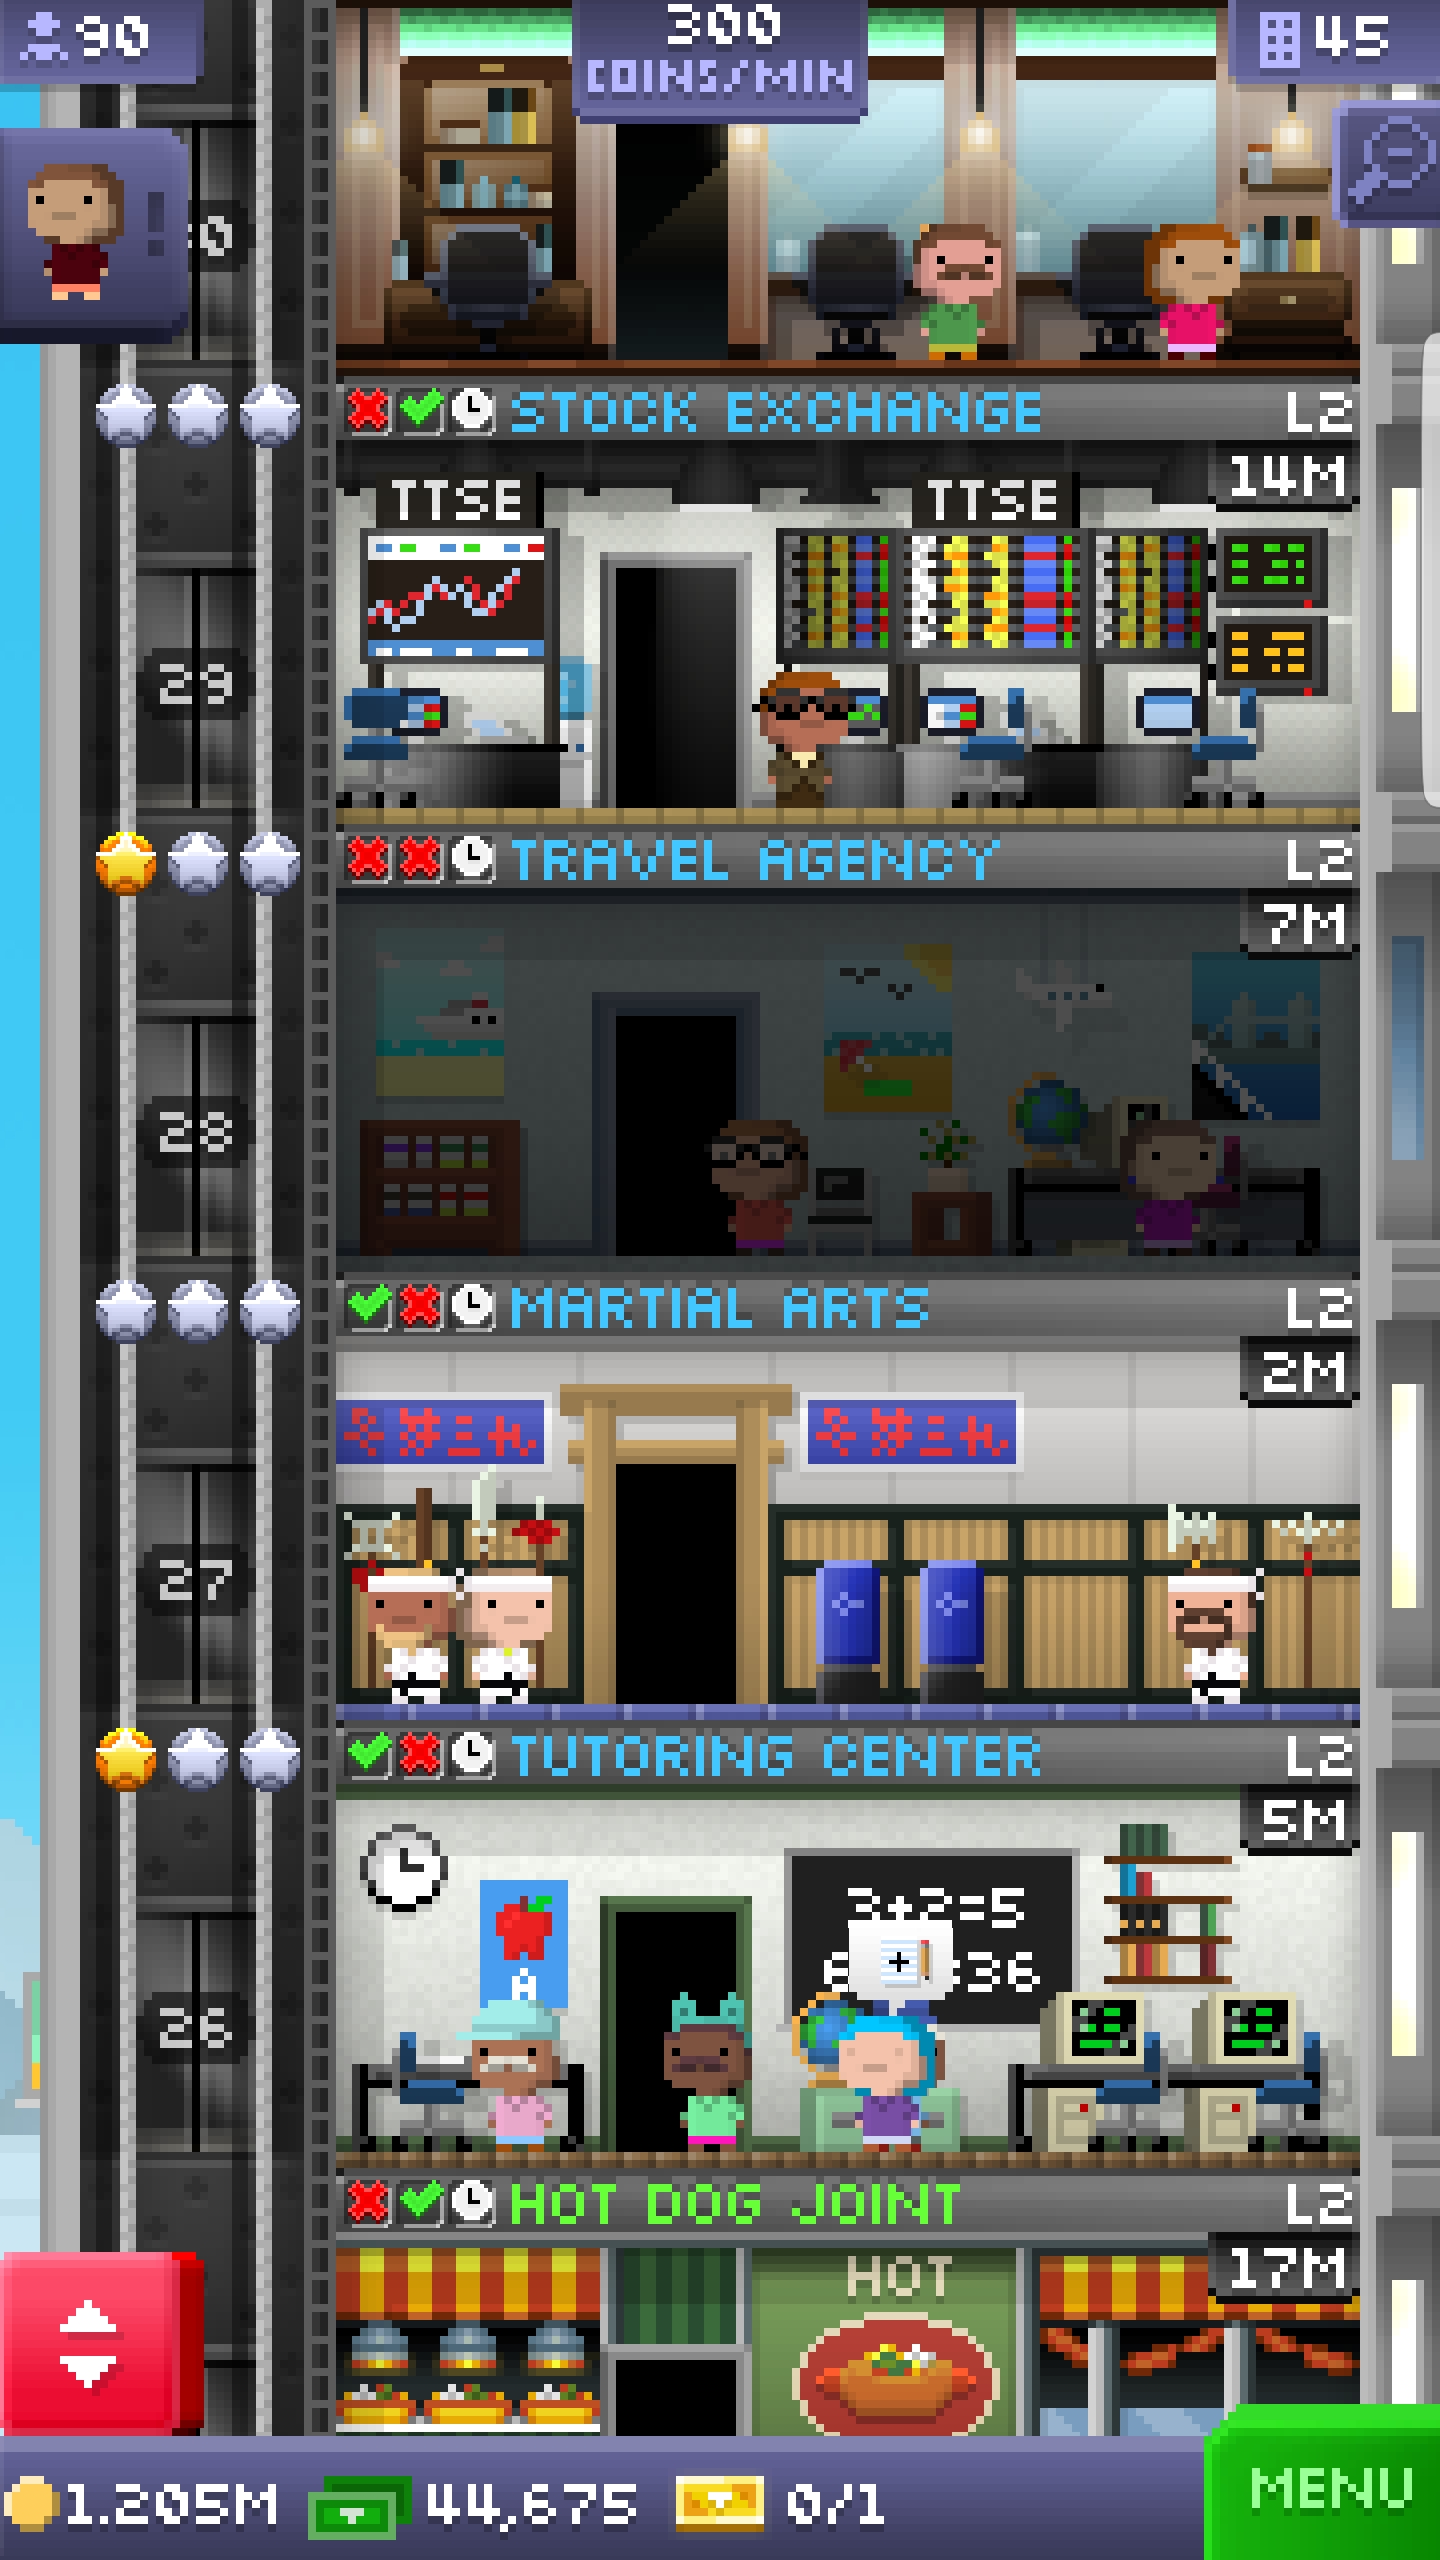 90
300
COINS/MIN
45
STOCK EXCHANGE
L2
14M
TTSE
TTSE
29
TRAVEL AGENCY
L2
7M
28
MARTIAL ARTS
L2
2M
27
TUTORING CENTER
L2
5M
3+2=5
36
A
26
HOT DOG JOINT
L2
17M
HOT
1.205M
44,675
0/1
MENU